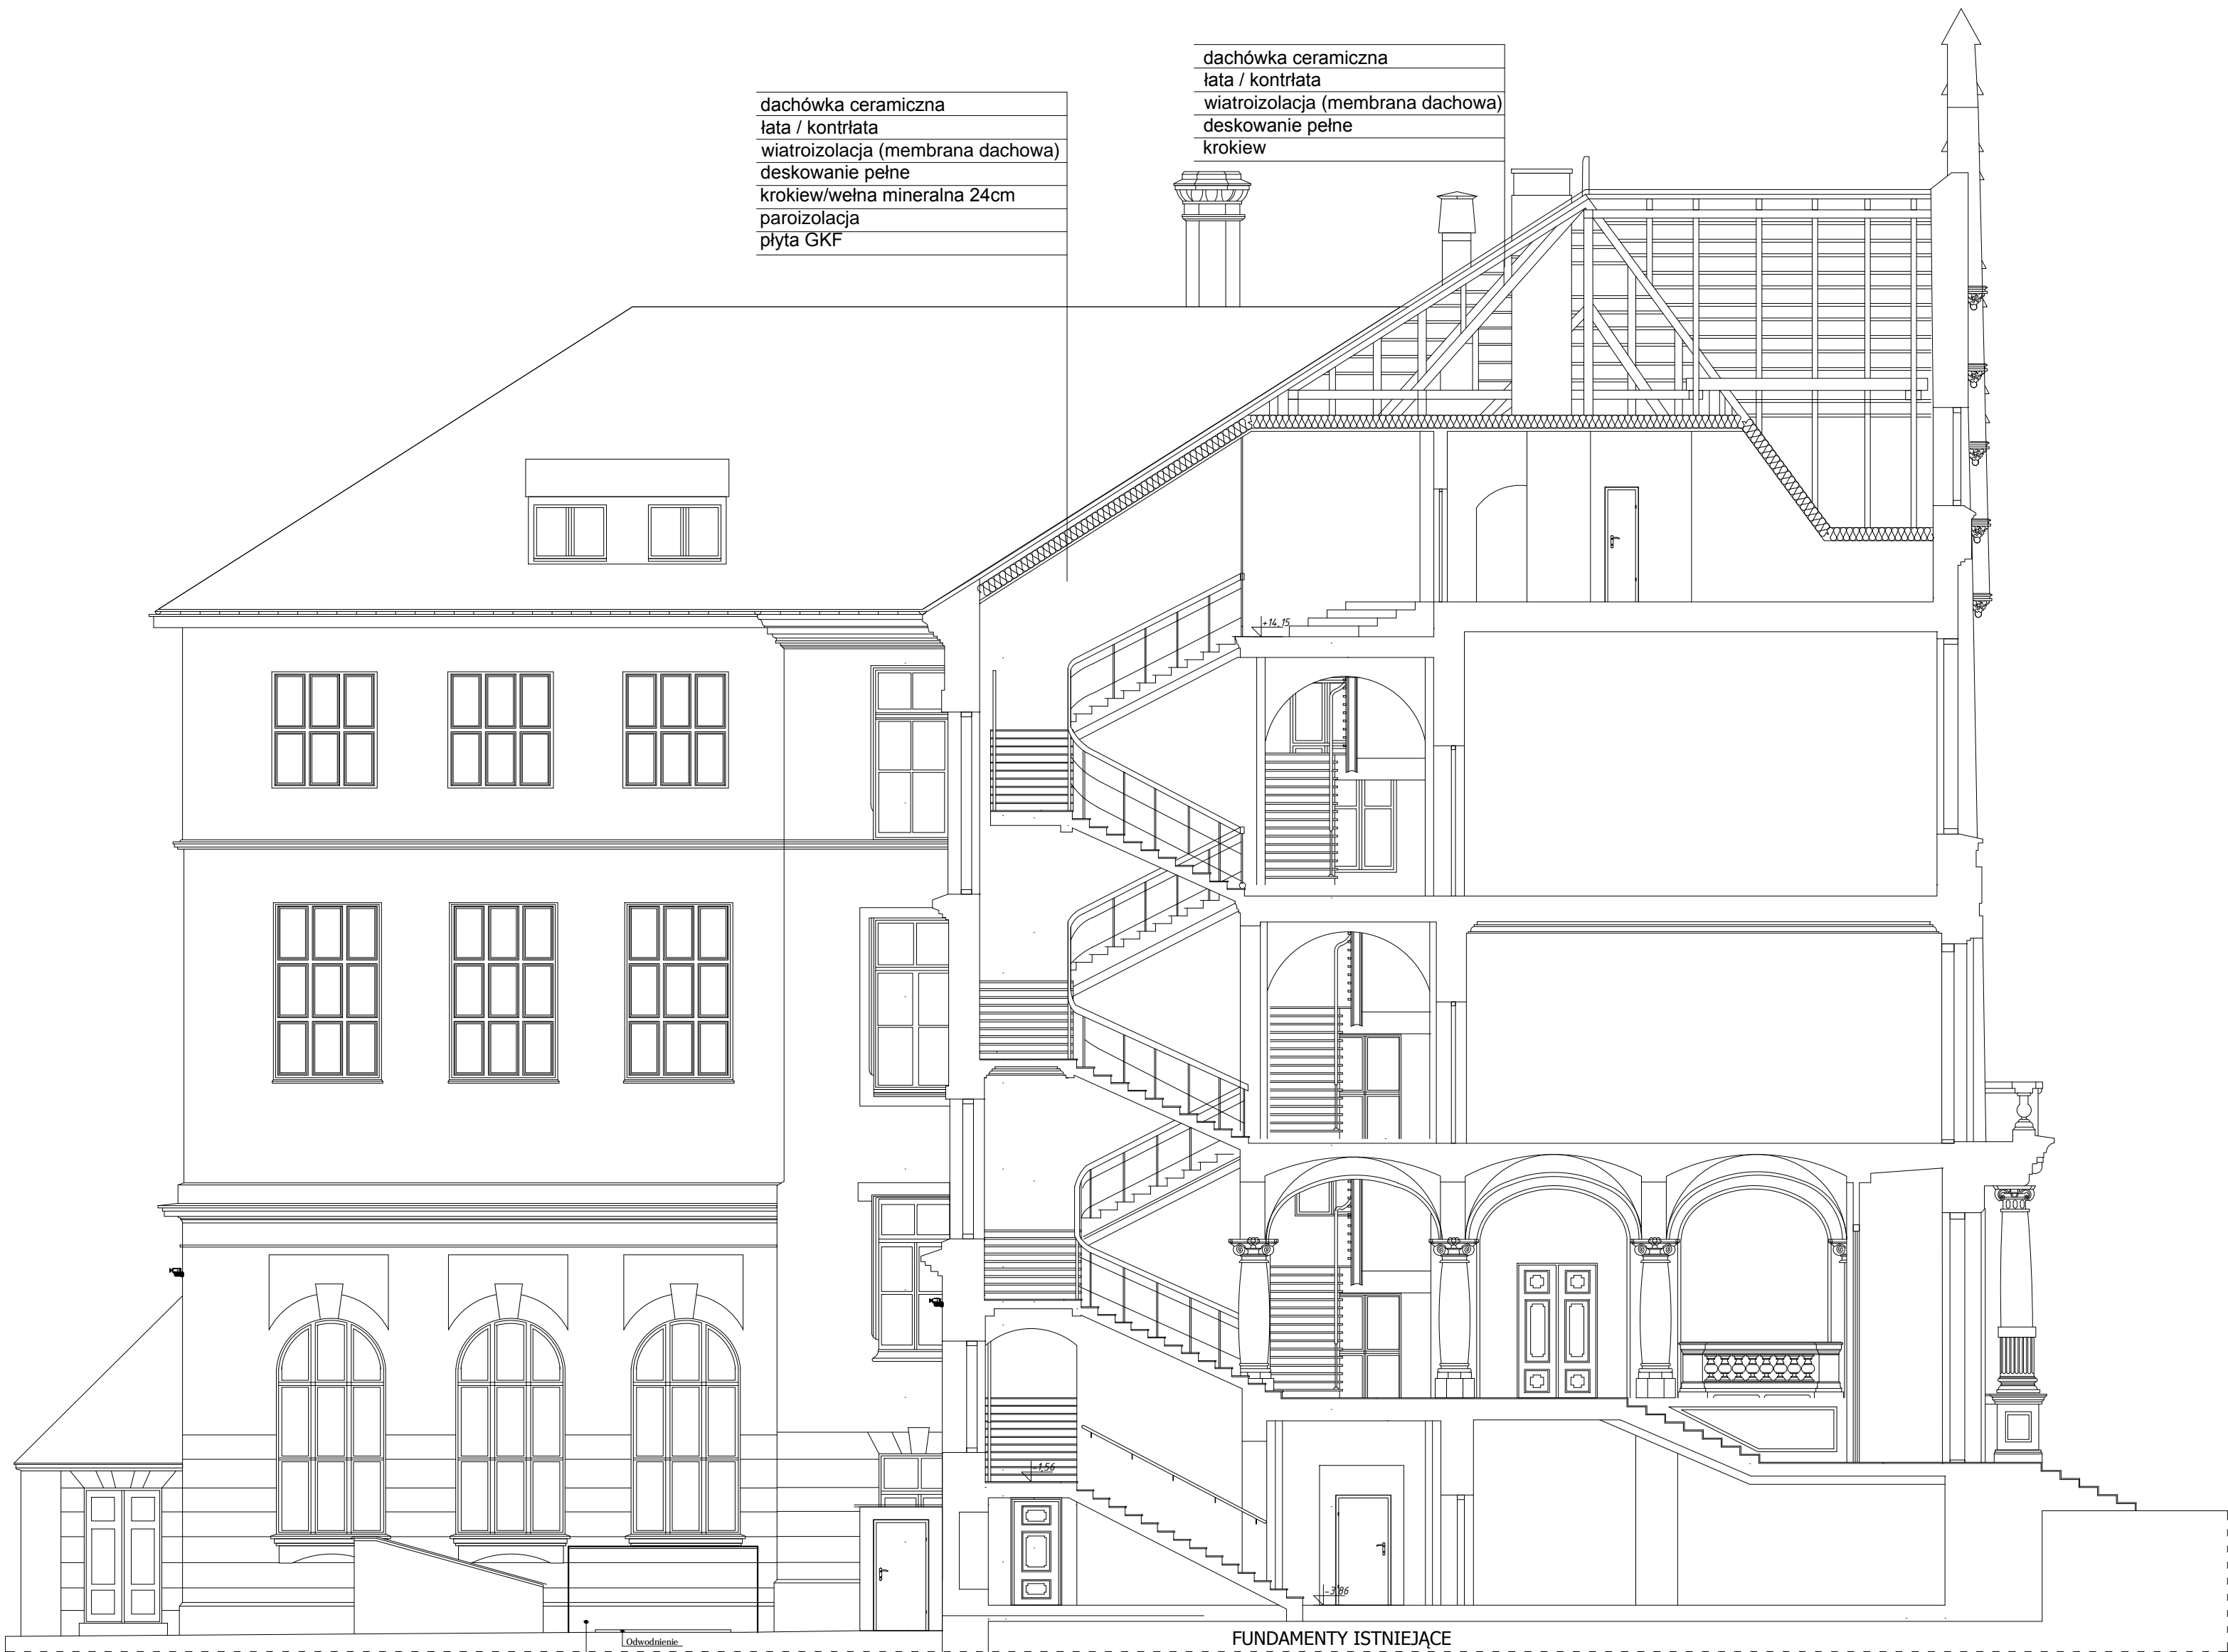 dachówka ceramiczna
łata / kontrłata
wiatroizolacja (membrana dachowa)
deskowanie pełne
krokiew
dachówka ceramiczna
łata / kontrłata
wiatroizolacja (membrana dachowa)
deskowanie pełne
krokiew/wełna mineralna 24cm
paroizolacja
płyta GKF
+14,15
-1,56
-3,86
Odwodnienie
FUNDAMENTY ISTNIEJĄCE